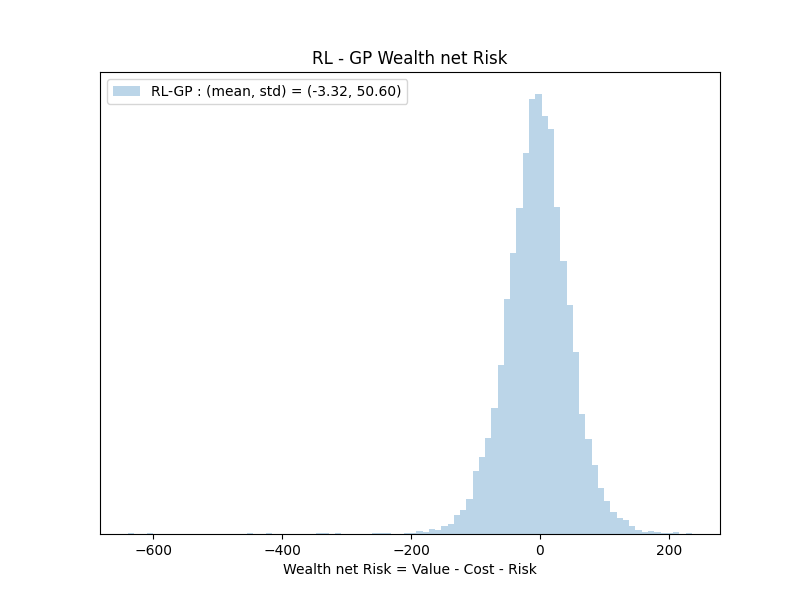 RL - GP Wealth net Risk
RL-GP : (mean, std) = (-3.32, 50.60)
−600 −400 −200 0 200
Wealth net Risk = Value - Cost - Risk